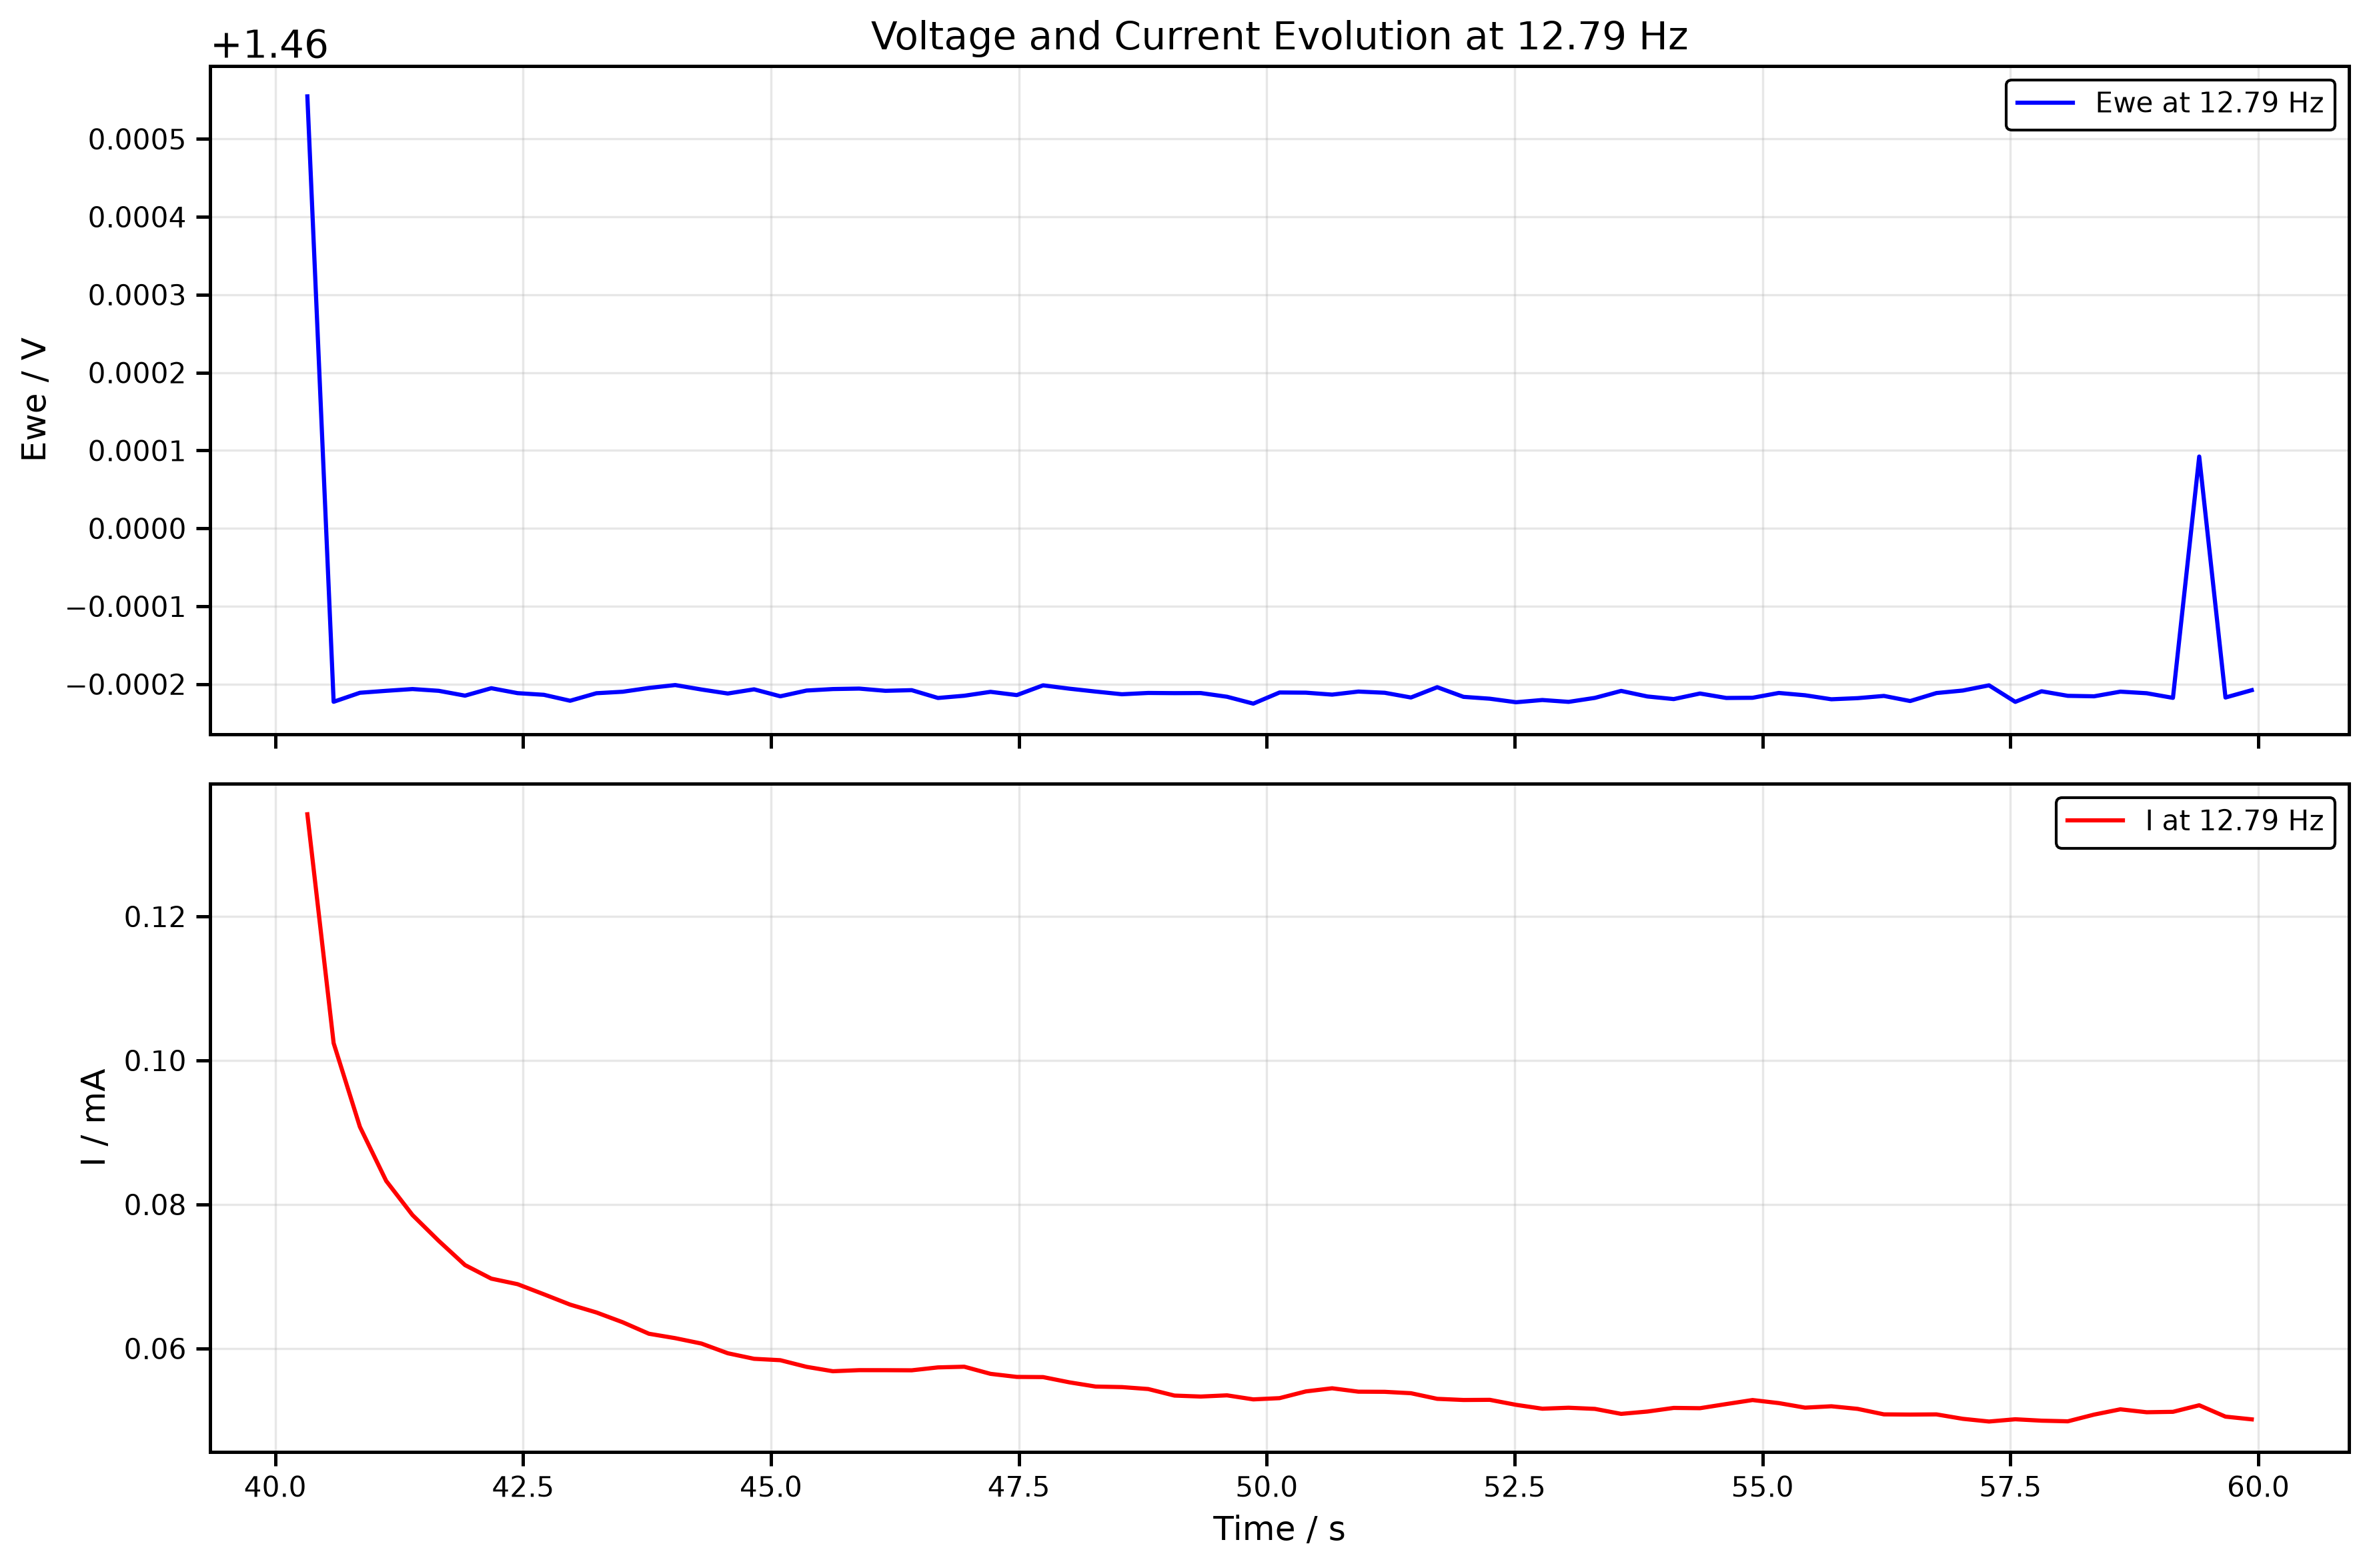 Voltage and Current Evolution at 12.79 Hz
+1.46
Ewe at 12.79 Hz
0.0005
0.0004
0.0003
0.0002
0.0001
0.0000
−0.0001
−0.0002
Ewe / V
I at 12.79 Hz
0.12
0.10
0.08
0.06
I / mA
40.0 42.5 45.0 47.5 50.0 52.5 55.0 57.5 60.0
Time / s